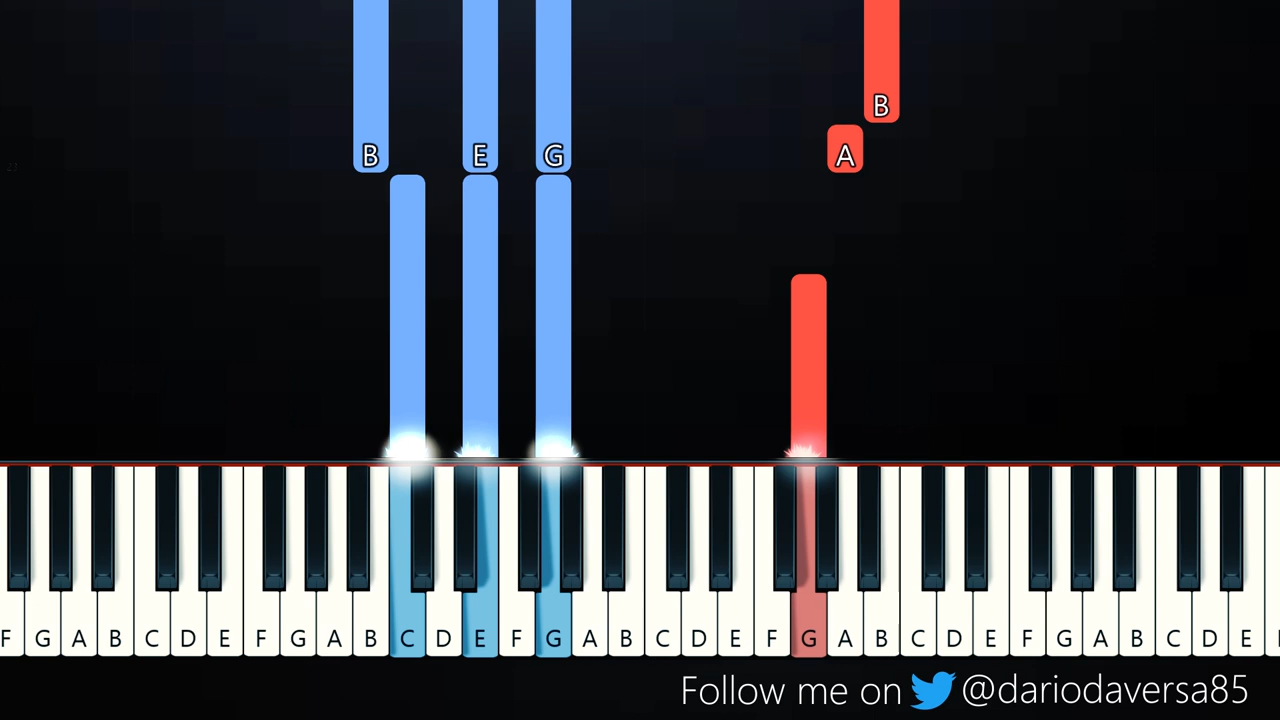 B E G B
A
F G A B C D E F G A B C D E F G A B C D E F G A B C D E F G A B C D E
Follow me on @dariodaversa85